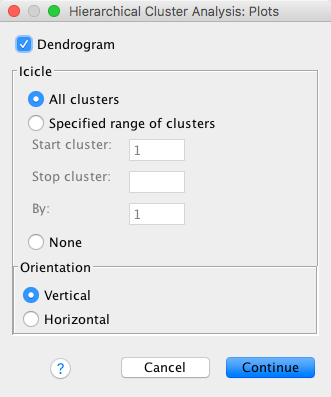 Hierarchical Cluster Analysis: Plots
Dendrogram
Icicle
All clusters
Specified range of clusters
Start cluster: 1
Stop cluster:
By: 1
None
Orientation
Vertical
Horizontal
? Cancel Continue